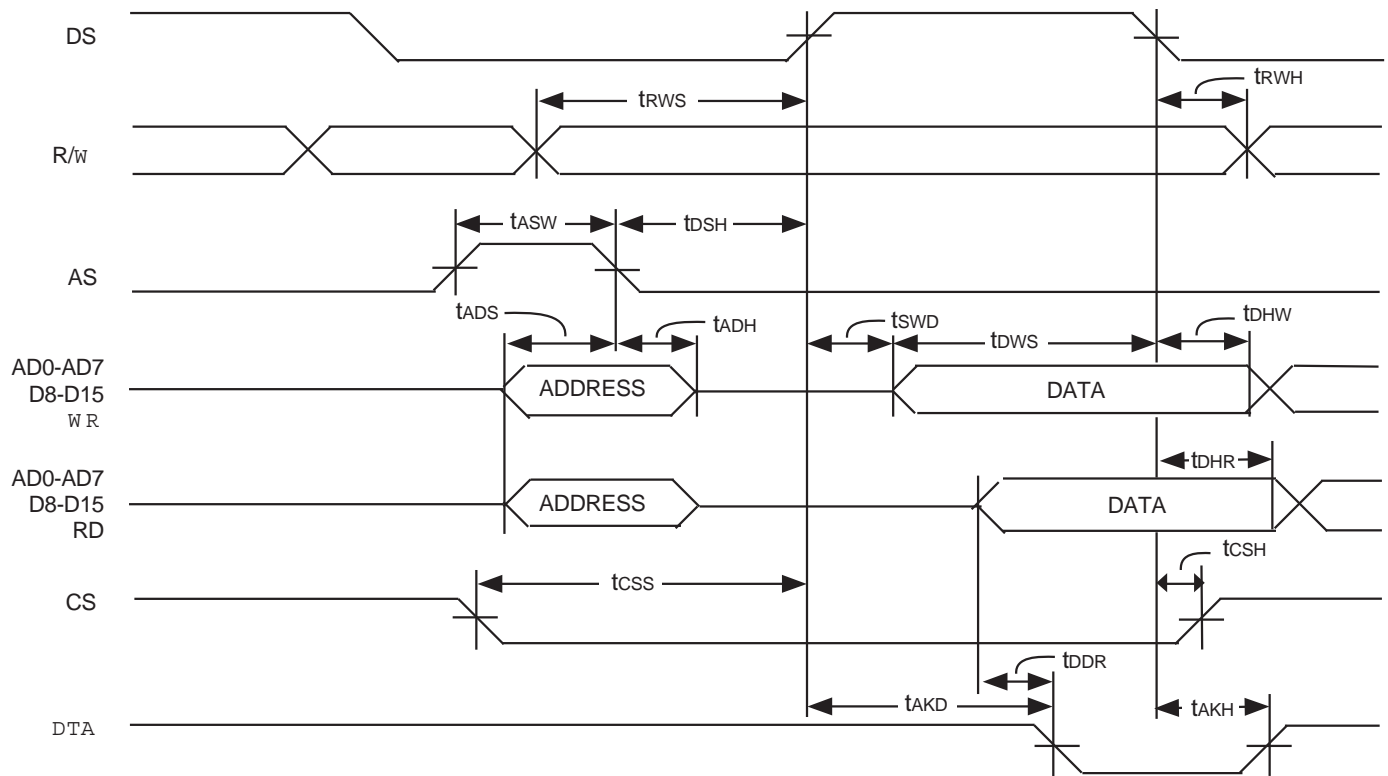 DS
tRWH
tRWS
R/W
tASW
tDSH
AS
tADS
tADH
tSWD
tDHW
tDWS
AD0-AD7
D8-D15
WR
ADDRESS
DATA
tDHR
AD0-AD7
D8-D15
RD
ADDRESS
DATA
tCSH
tCSS
CS
tDDR
tAKD
tAKH
DTA